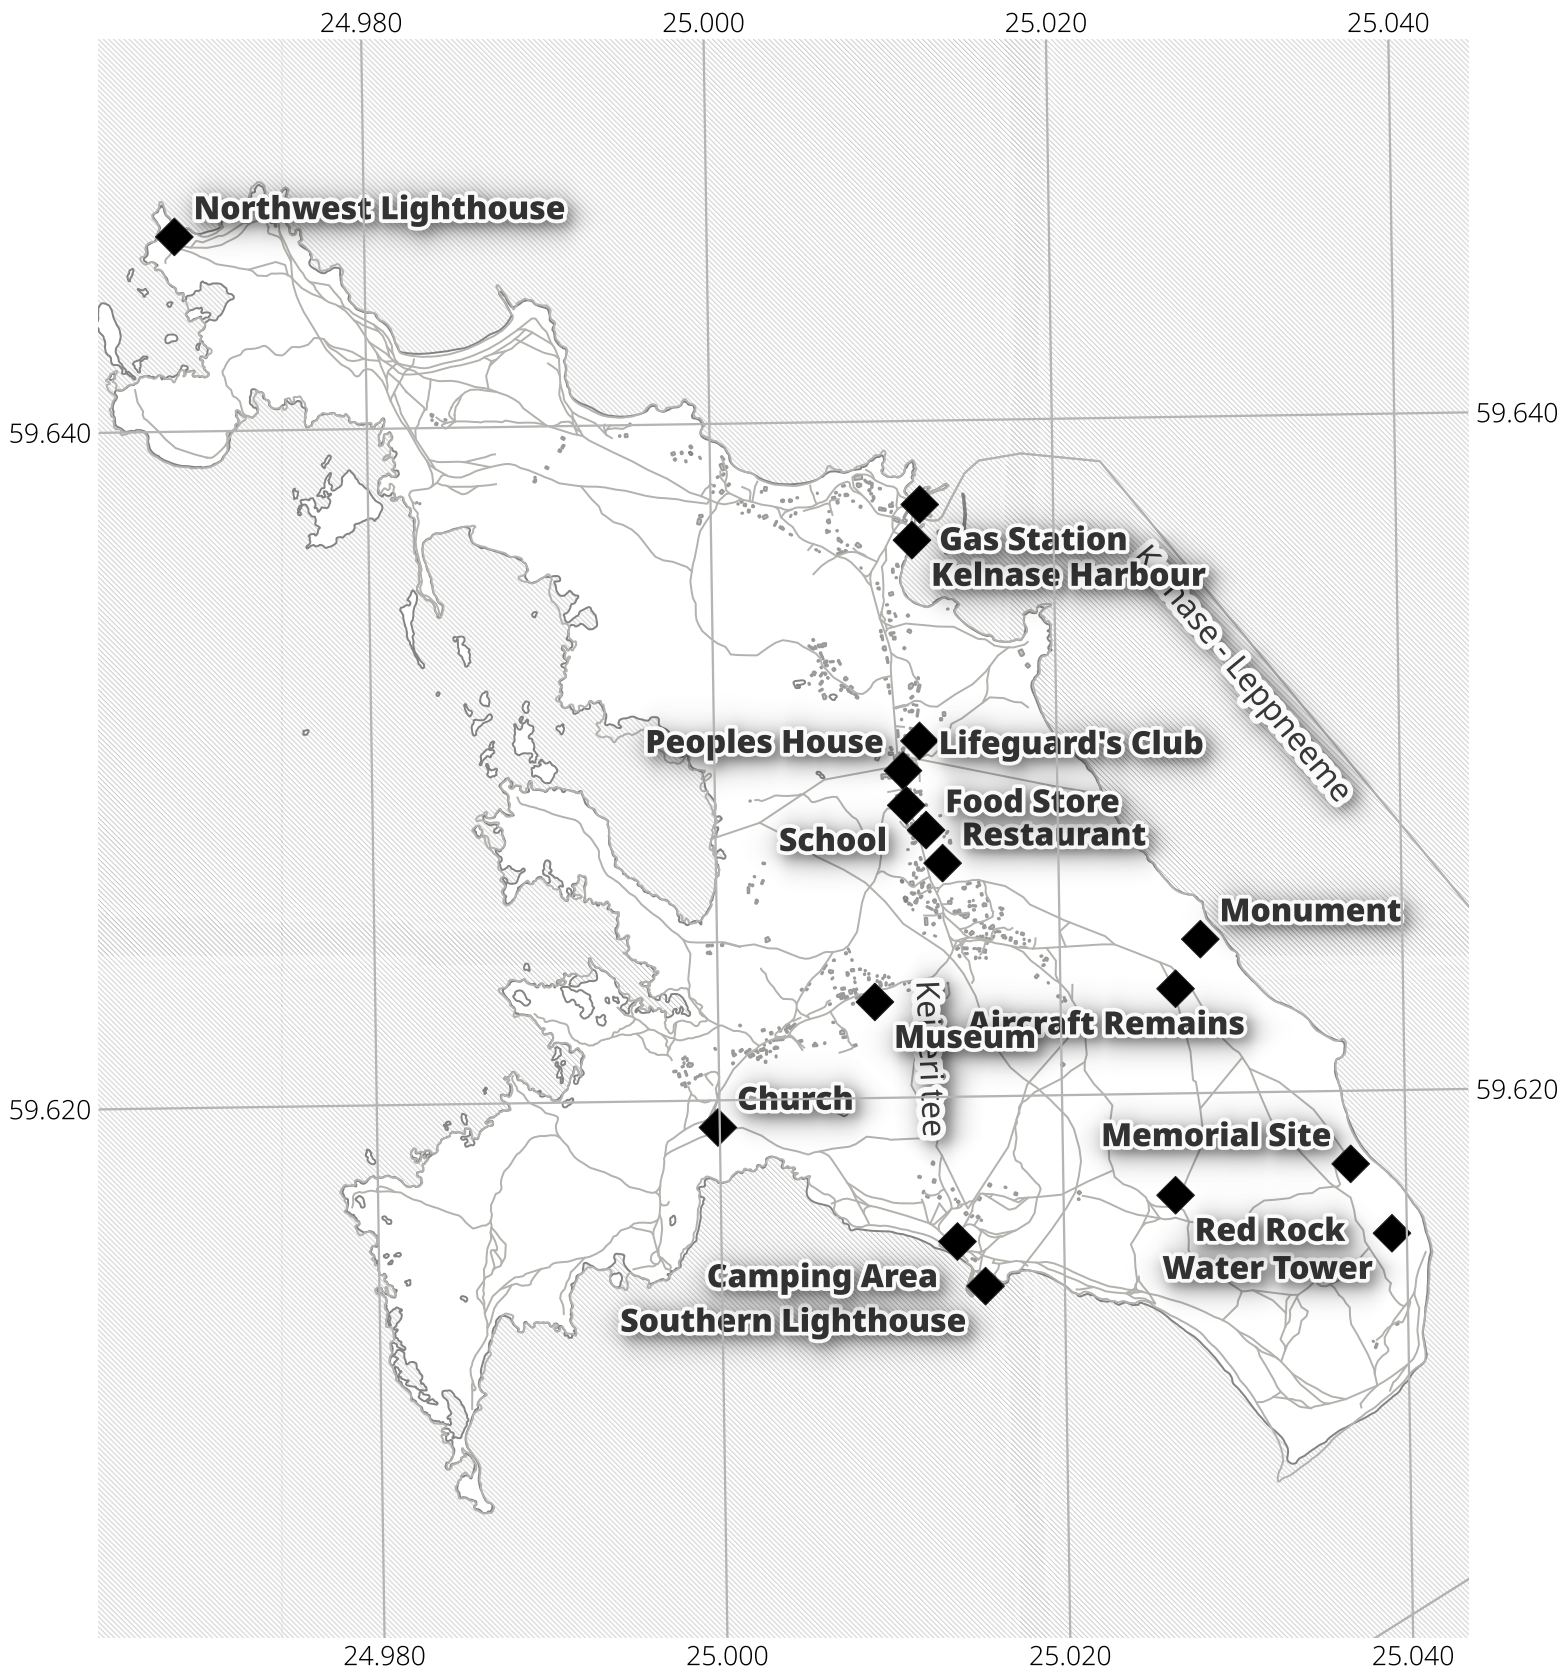 24.980
25.000
25.020
25.040
Northwest Lighthouse
59.640
59.640
Gas Station
Kelnase Harbour
Kelnase - Leppneeme
Peoples House
Lifeguard's Club
Food Store
School
Restaurant
Monument
Aircraft Remains
Museum
tee
59.620
59.620
Church
Memorial Site
Red Rock
Water Tower
Camping Area
Southern Lighthouse
24.980
25.000
25.020
25.040